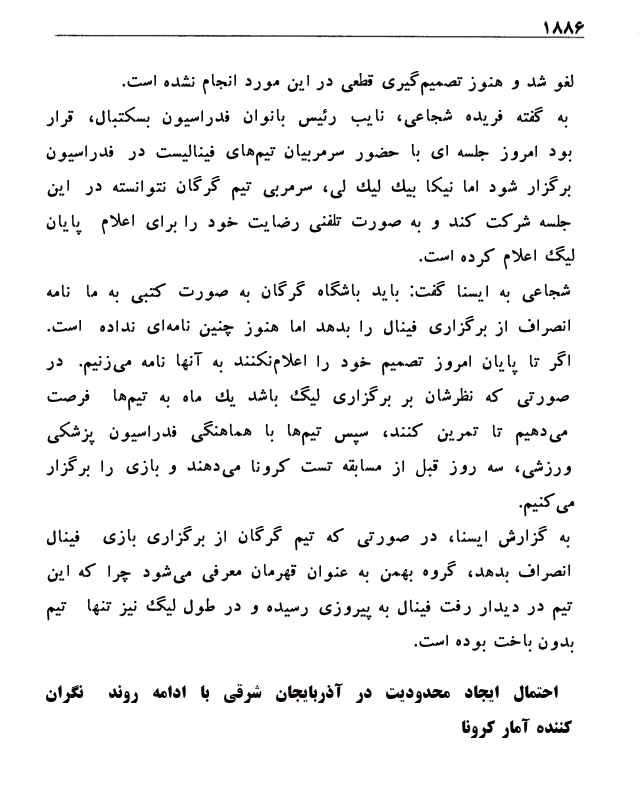 ۱۸۸۶
لغو شد و هنوز تصمیم‌گیری قطعی در این مورد انجام نشده است.
به گفته فریده شجاعی، نایب رئیس بانوان فدراسیون بسکتبال، قرار
بود امروز جلسه ای با حضور سرمربیان تیم‌های فینالیست در فدراسیون
برگزار شود اما نیکا بیك لیك لی، سرمربی تیم گرگان نتوانسته در این
جلسه شرکت کند و به صورت تلفنی رضایت خود را برای اعلام پایان
لیگ اعلام کرده است.
شجاعی به ایسنا گفت: باید باشگاه گرگان به صورت کتبی به ما نامه
انصراف از برگزاری فینال را بدهد اما هنوز چنین نامه‌ای نداده است.
اگر تا پایان امروز تصمیم خود را اعلام‌نکنند به آنها نامه می‌زنیم. در
صورتی که نظرشان بر برگزاری لیگ باشد یك ماه به تیم‌ها فرصت
می‌دهیم تا تمرین کنند، سپس تیم‌ها با هماهنگی فدراسیون پزشکی
ورزشی، سه روز قبل از مسابقه تست کرونا می‌دهند و بازی را برگزار
می‌کنیم.
به گزارش ایسنا، در صورتی که تیم گرگان از برگزاری بازی فینال
انصراف بدهد، گروه بهمن به عنوان قهرمان معرفی می‌شود چرا که این
تیم در دیدار رفت فینال به پیروزی رسیده و در طول لیگ نیز تنها تیم
بدون باخت بوده است.
احتمال ایجاد محدودیت در آذربایجان شرقی با ادامه روند نگران
کننده آمار کرونا